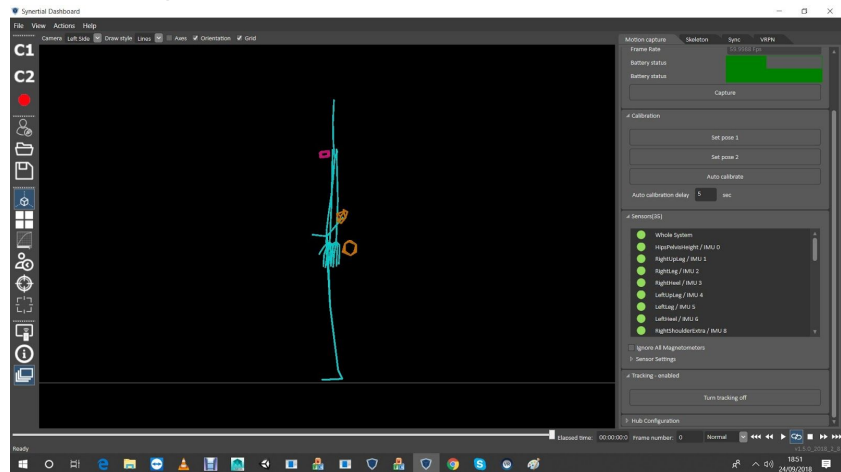 Synertial Dashboard
File View Actions Help
Camera Left Side Draw style Lines Axes Orientation Grid
C1
C2
Motion capture Skeleton Sync VRPN
Frame Rate
Battery status
Battery status
Capture
Calibration
Set pose 1
Set pose 2
Auto calibrate
Auto calibration delay 5 sec
Sensors(35)
Whole System
HipsPelvisHeight / IMU 0
RightUpLeg / IMU 1
RightLeg / IMU 2
RightHeel / IMU 3
LeftUpLeg / IMU 4
LeftLeg / IMU 5
LeftHeel / IMU 6
RightShoulderExtra / IMU 8
Ignore All Magnetometers
Sensor Settings
Tracking - enabled
Turn tracking off
Hub Configuration
Elapsed time: 00:00:00:0 Frame number: 0 Normal
Ready
18:51
24/09/2018